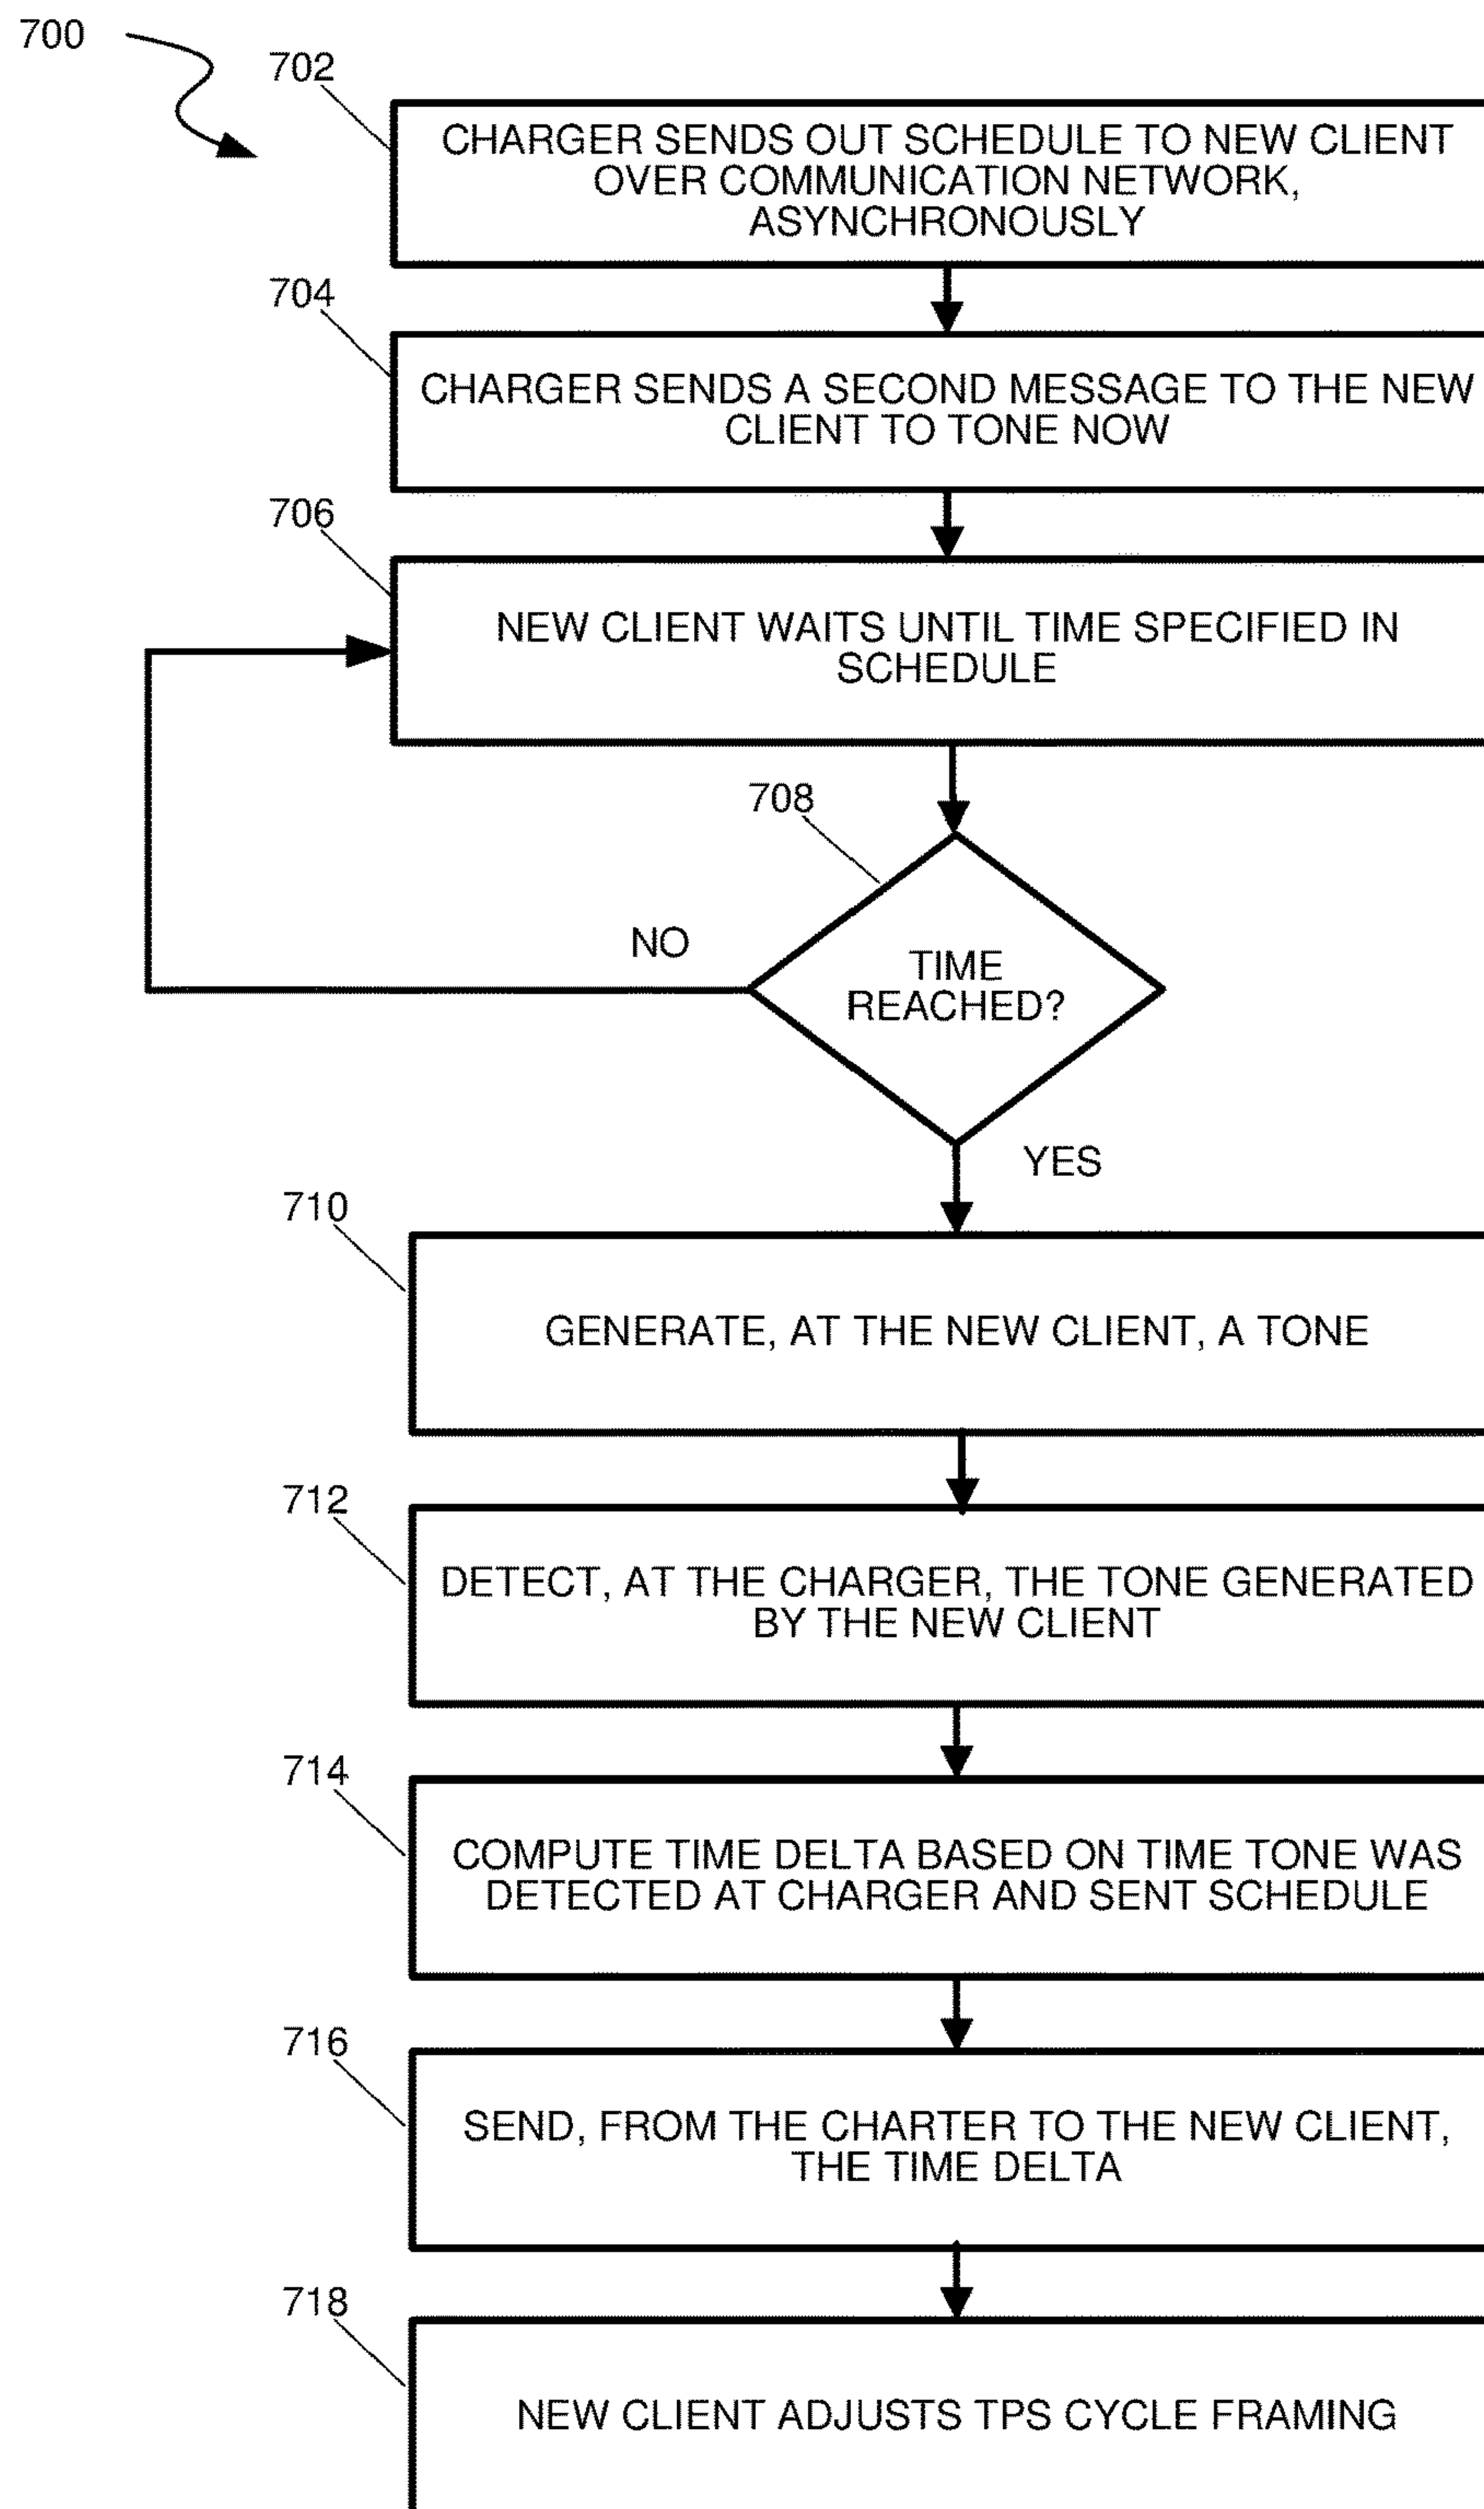 700
702
CHARGER SENDS OUT SCHEDULE TO NEW CLIENT
OVER COMMUNICATION NETWORK,
ASYNCHRONOUSLY
704
CHARGER SENDS A SECOND MESSAGE TO THE NEW
CLIENT TO TONE NOW
706
NEW CLIENT WAITS UNTIL TIME SPECIFIED IN
SCHEDULE
708
NO
TIME
REACHED?
YES
710
GENERATE, AT THE NEW CLIENT, A TONE
712
DETECT, AT THE CHARGER, THE TONE GENERATED
BY THE NEW CLIENT
714
COMPUTE TIME DELTA BASED ON TIME TONE WAS
DETECTED AT CHARGER AND SENT SCHEDULE
716
SEND, FROM THE CHARTER TO THE NEW CLIENT,
THE TIME DELTA
718
NEW CLIENT ADJUSTS TPS CYCLE FRAMING